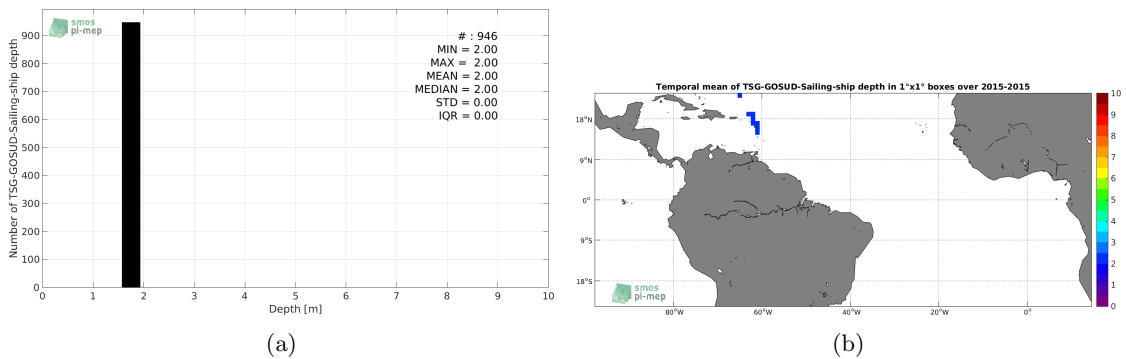 smos
pi-mep
# : 946
MIN = 2.00
MAX = 2.00
MEAN = 2.00
MEDIAN = 2.00
STD = 0.00
IQR = 0.00
Number of TSG-GOSUD-Sailing-ship depth
900
800
700
600
500
400
300
200
100
0
0 1 2 3 4 5 6 7 8 9 10
Depth [m]
(a)
Temporal mean of TSG-GOSUD-Sailing-ship depth in 1°x1° boxes over 2015-2015
18°N
9°N
0°
9°S
18°S
80°W 60°W 40°W 20°W 0°
smos
pi-mep
10
9
8
7
6
5
4
3
2
1
0
(b)